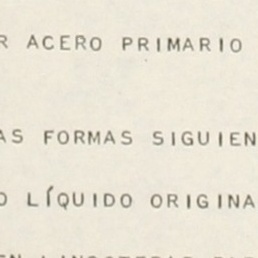 R ACERO PRIMARIO
AS FORMAS SIGUIEN
O LÍQUIDO ORIGINA